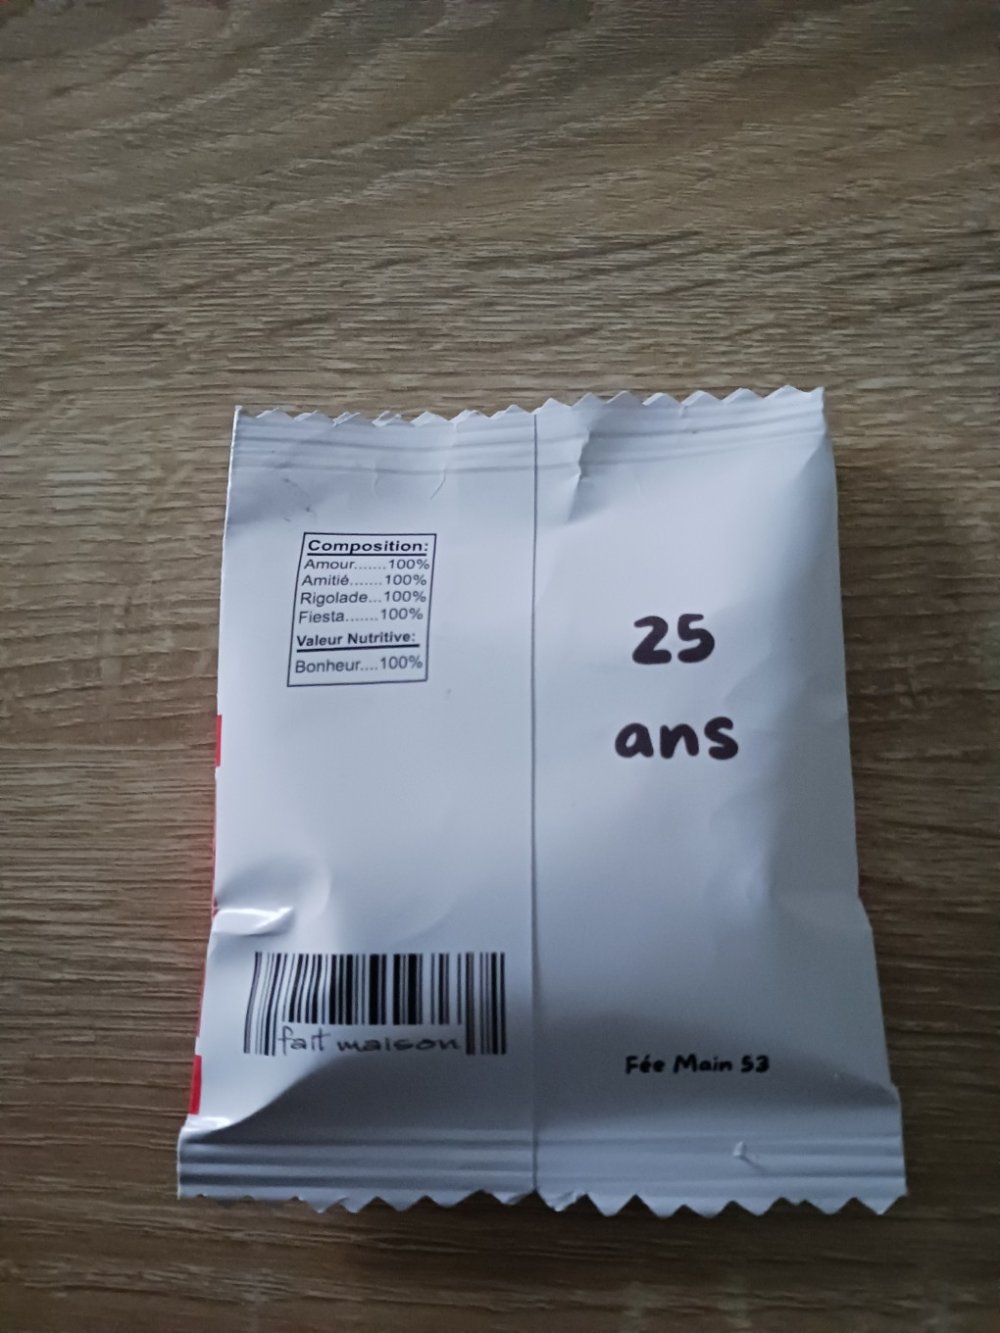 Composition:
Amour.......100%
Amitié.......100%
Rigolade...100%
Fiesta.......100%
Valeur Nutritive:
Bonheur....100%
25
ans
fait maison
Fée Main 53